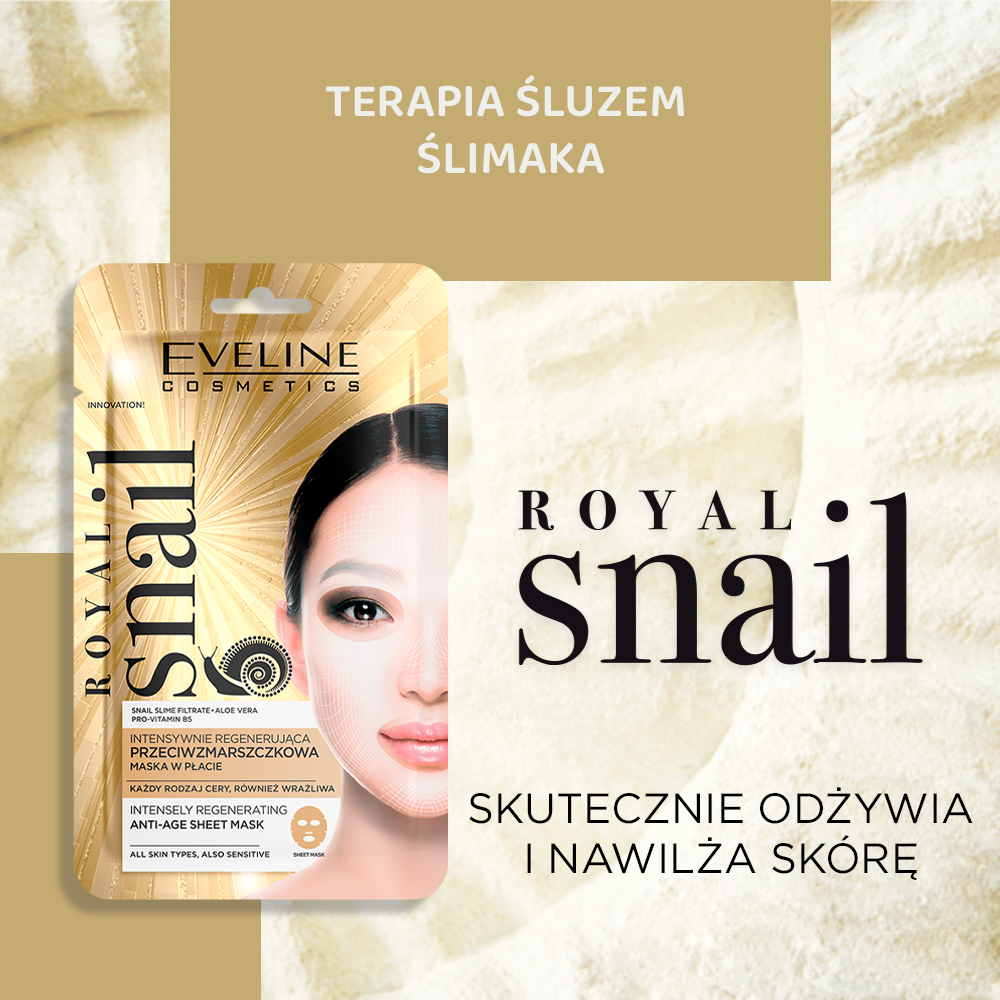 TERAPIA ŚLUZEM
ŚLIMAKA
EVELINE
COSMETICS
INNOVATION!
ROYAL
snail
SNAIL SLIME FILTRATE+ALOE VERA
PRO-VITAMIN B5
INTENSYWNIE REGENERUJĄCA
PRZECIWZMARSZCZKOWA
MASKA W PŁACIE
KAŻDY RODZAJ CERY, RÓWNIEŻ WRAŻLIWA
INTENSELY REGENERATING
ANTI-AGE SHEET MASK
ALL SKIN TYPES, ALSO SENSITIVE
SHEET MASK
ROYAL
snail
SKUTECZNIE ODŻYWIA
I NAWILŻA SKÓRĘ